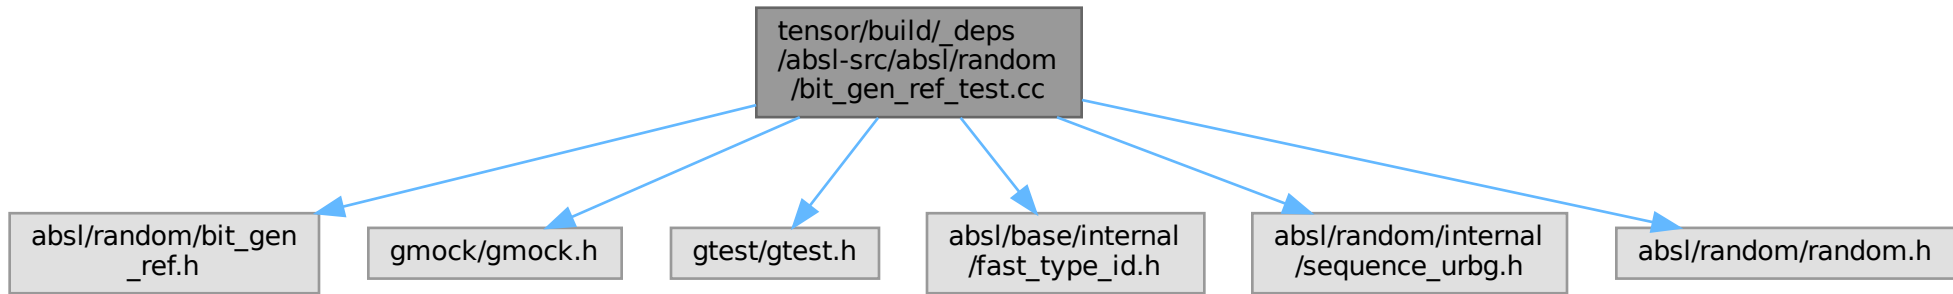 tensor/build/_deps
/absl-src/absl/random
/bit_gen_ref_test.cc
absl/random/bit_gen
_ref.h
gmock/gmock.h
gtest/gtest.h
absl/base/internal
/fast_type_id.h
absl/random/internal
/sequence_urbg.h
absl/random/random.h